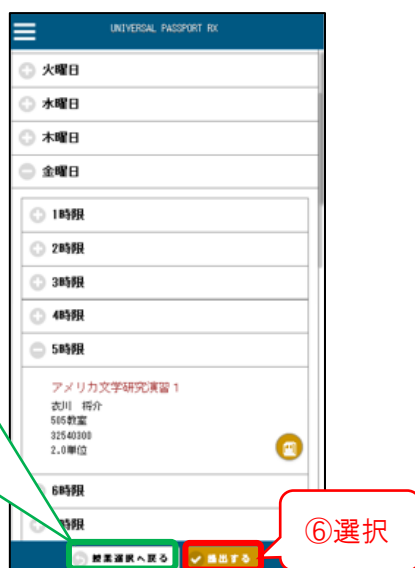 UNIVERSAL PASSPORT RX
火曜日
水曜日
木曜日
金曜日
1時限
2時限
3時限
4時限
5時限
アメリカ文学研究演習1
衣川 将介
505教室
32540300
2.0単位
6時限
時限
授業選択へ戻る
提出する
⑥選択